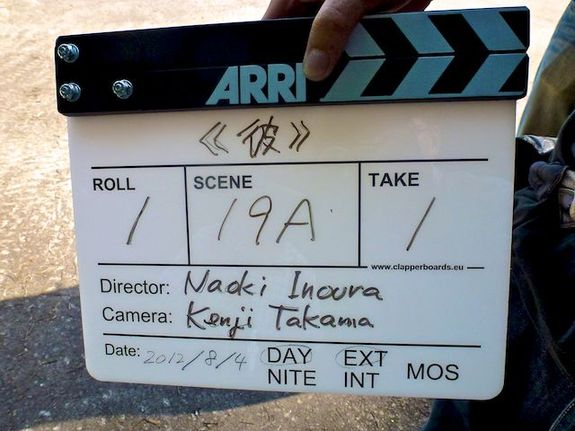 ARRI
《彼》
ROLL SCENE TAKE
1 19A 1
www.clapperboards.eu
Director: Naoki Inoura
Camera: Kenji Takama
Date: 2012/8/4 DAY EXT MOS
NITE INT